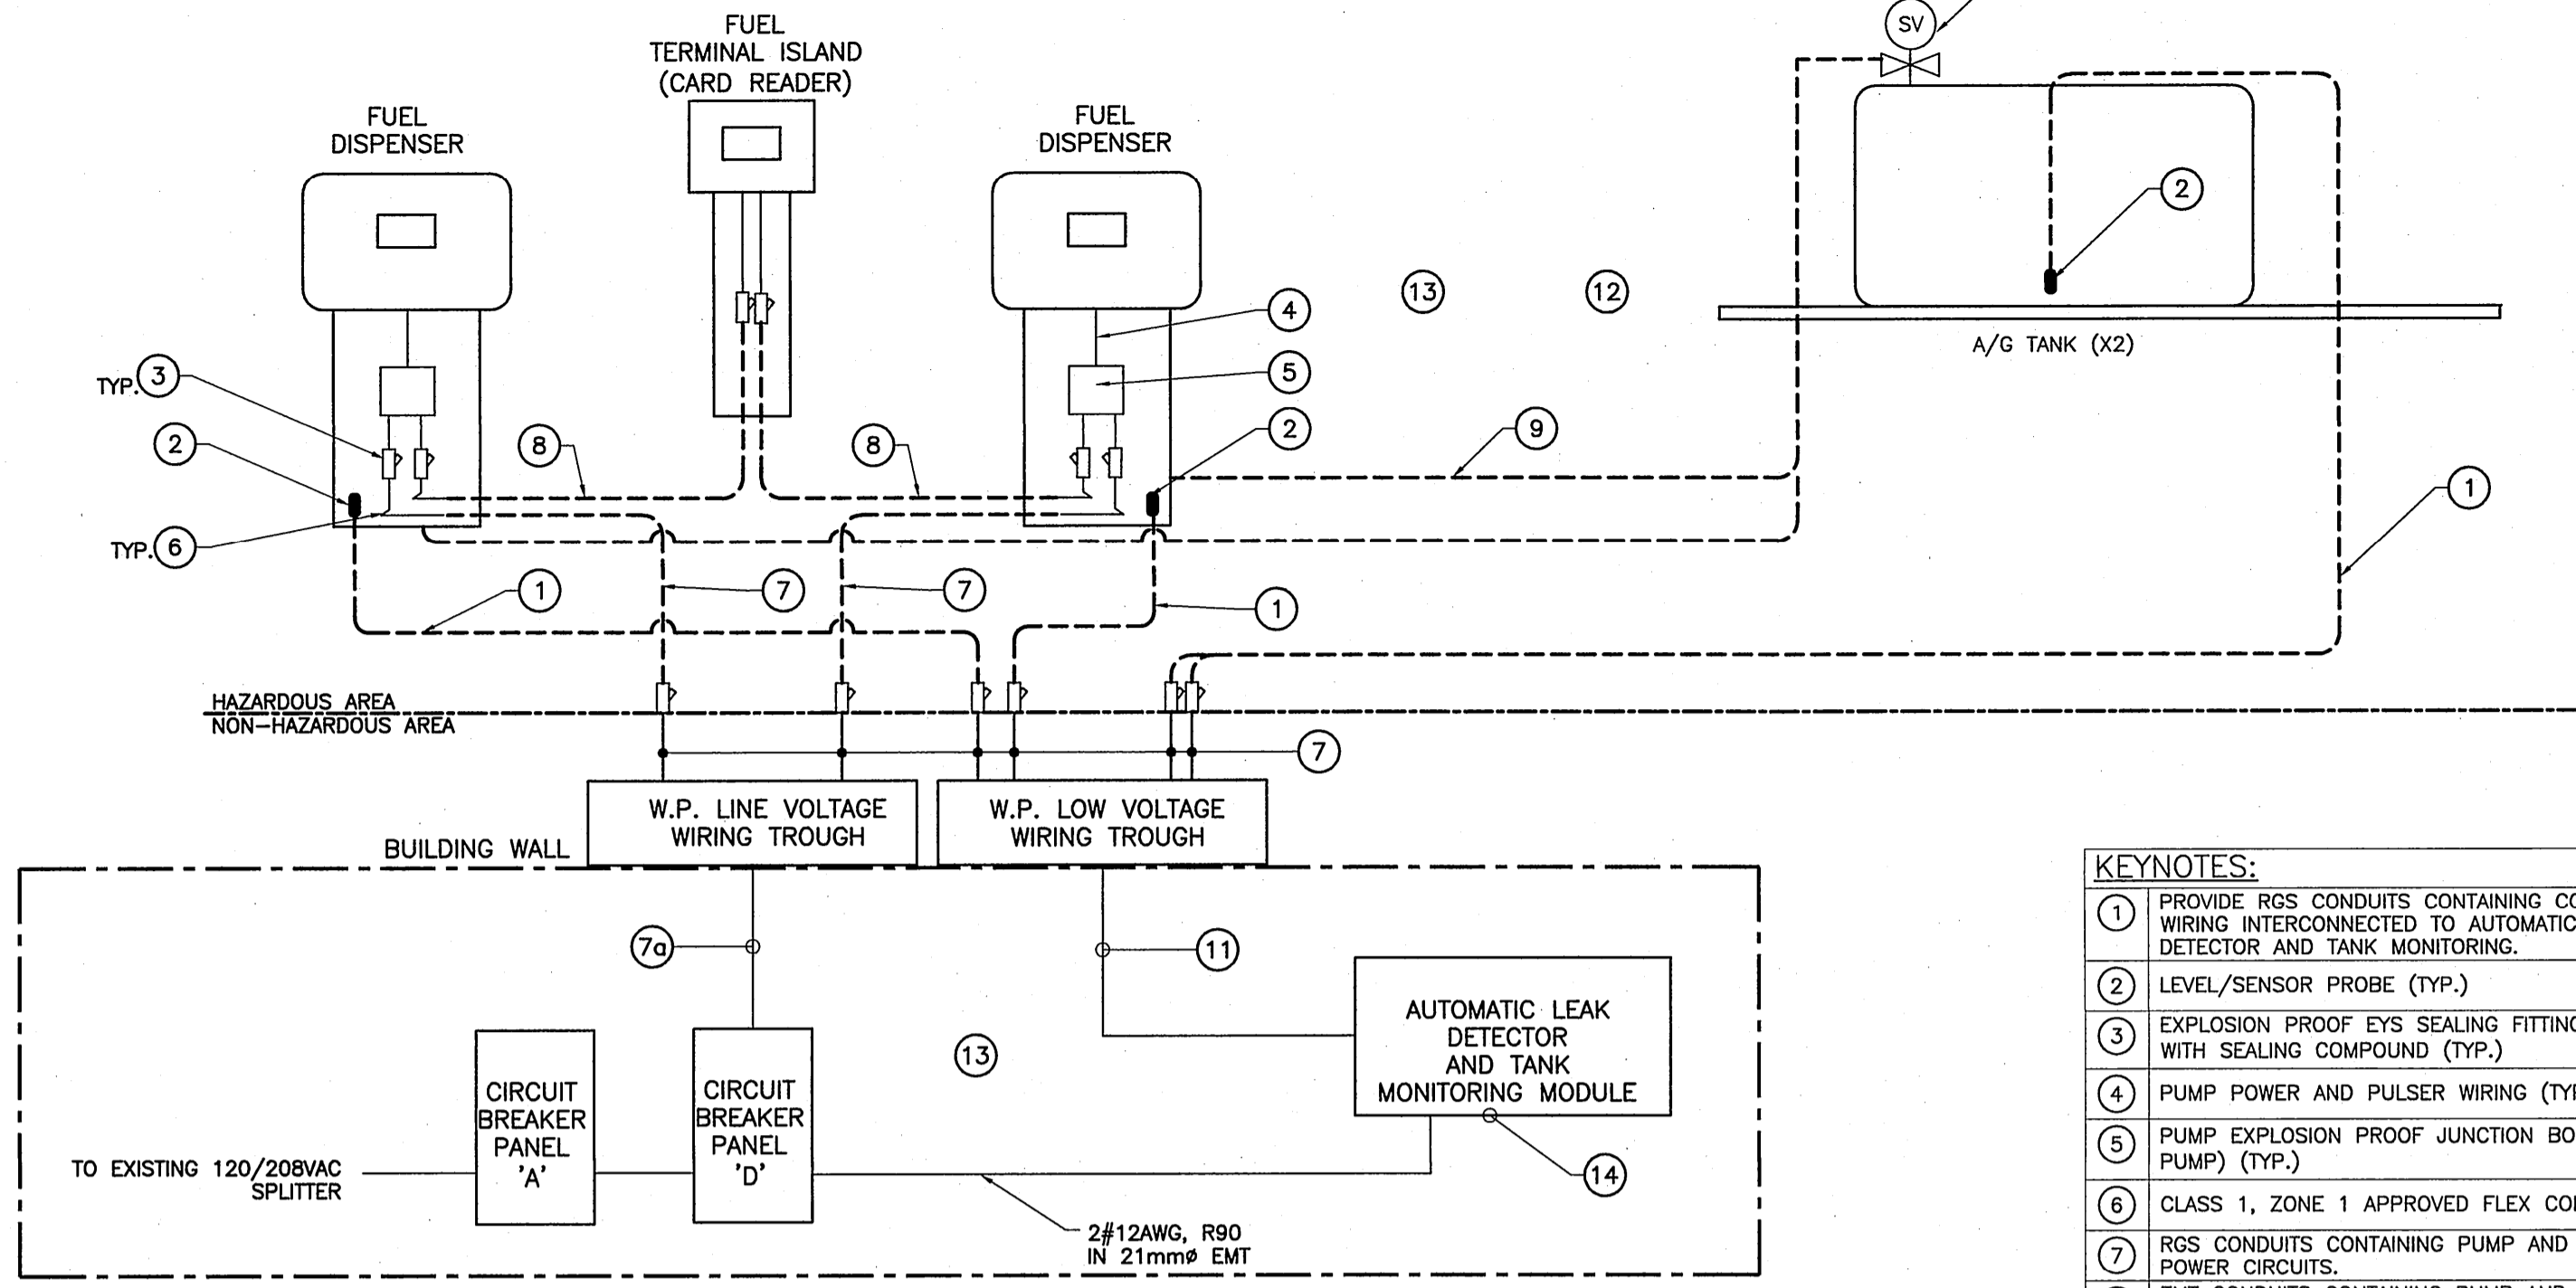 FUEL
TERMINAL ISLAND
(CARD READER)
FUEL
DISPENSER
FUEL
DISPENSER
SV
2
4
13
12
A/G TANK (X2)
TYP. 3
5
2
8
8
2
9
1
TYP. 6
1
7
7
1
HAZARDOUS AREA
NON-HAZARDOUS AREA
7
W.P. LINE VOLTAGE
WIRING TROUGH
W.P. LOW VOLTAGE
WIRING TROUGH
BUILDING WALL
7a
11
AUTOMATIC LEAK
DETECTOR
AND TANK
MONITORING MODULE
13
CIRCUIT
BREAKER
PANEL
'A'
CIRCUIT
BREAKER
PANEL
'D'
TO EXISTING 120/208VAC
SPLITTER
14
2#12AWG, R90
IN 21mmø EMT
KEYNOTES:
1 PROVIDE RGS CONDUITS CONTAINING
WIRING INTERCONNECTED TO AUTOMATIC
DETECTOR AND TANK MONITORING.
2 LEVEL/SENSOR PROBE (TYP.)
3 EXPLOSION PROOF EYS SEALING
WITH SEALING COMPOUND (TYP.)
4 PUMP POWER AND PULSER WIRING
5 PUMP EXPLOSION PROOF JUNCTION
PUMP) (TYP.)
6 CLASS 1, ZONE 1 APPROVED FLEX
7 RGS CONDUITS CONTAINING PUMP AND
POWER CIRCUITS.